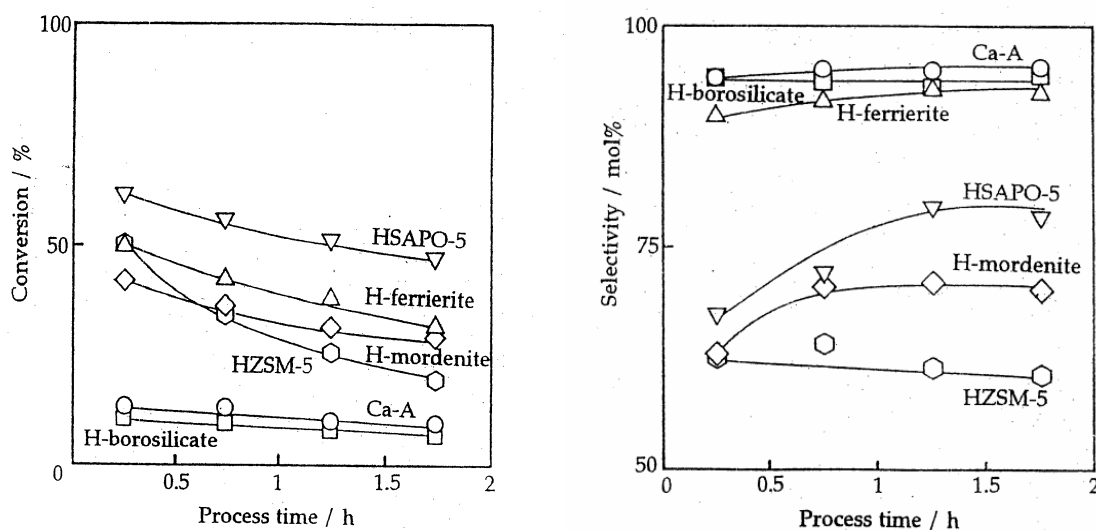 100
50
0
Conversion / %
HSAPO-5
H-ferrierite
H-mordenite
HZSM-5
Ca-A
H-borosilicate
0.5
1
1.5
2
Process time / h
100
75
50
Selectivity / mol%
Ca-A
H-borosilicate
H-ferrierite
HSAPO-5
H-mordenite
HZSM-5
0
0.5
1
1.5
2
Process time / h